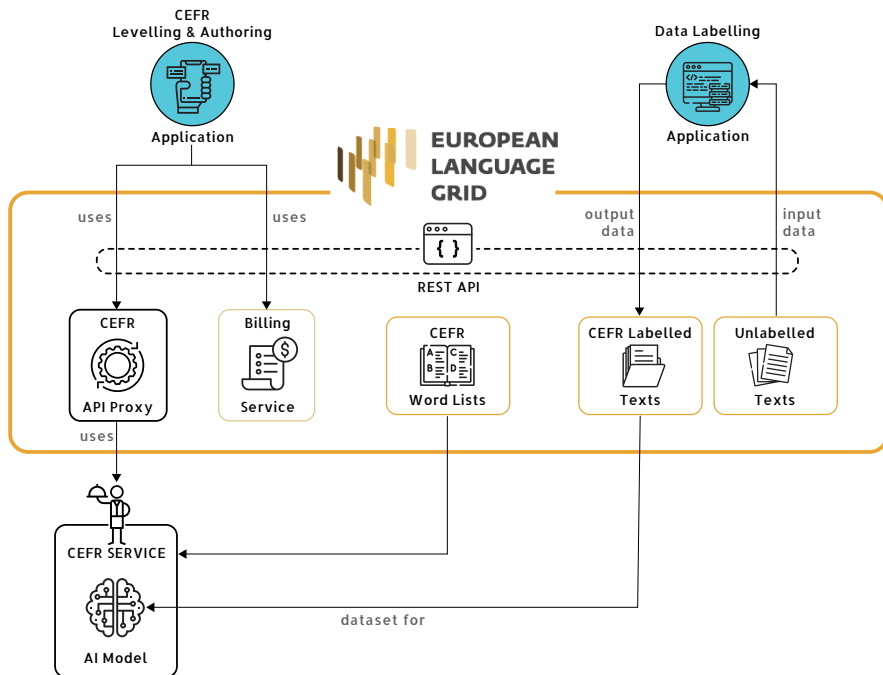 CEFR
Levelling & Authoring
Application
Data Labelling
Application
EUROPEAN
LANGUAGE
GRID
uses
uses
output
data
input
data
{ }
REST API
CEFR
API Proxy
Billing
$
Service
CEFR
A
B
C
D
Word Lists
CEFR Labelled
Texts
Unlabelled
Texts
uses
CEFR SERVICE
AI Model
dataset for